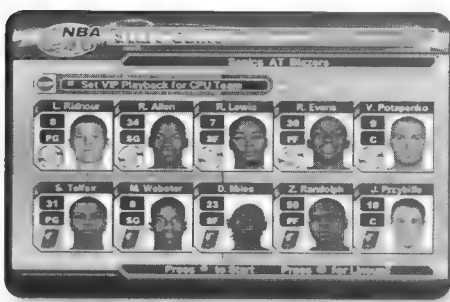 NBA
Sonics AT Blazers
Set VIP Playback for CPU Team
L. Ridnour R. Allen R. Lewis R. Evans V. Potapenko
8 34 7 30 9
PG SG SF PF C
S. Telfair M. Webster D. Miles Z. Randolph J. Przybilla
31 8 23 50 10
PG SG SF PF C
Press to Start Press for Lineup